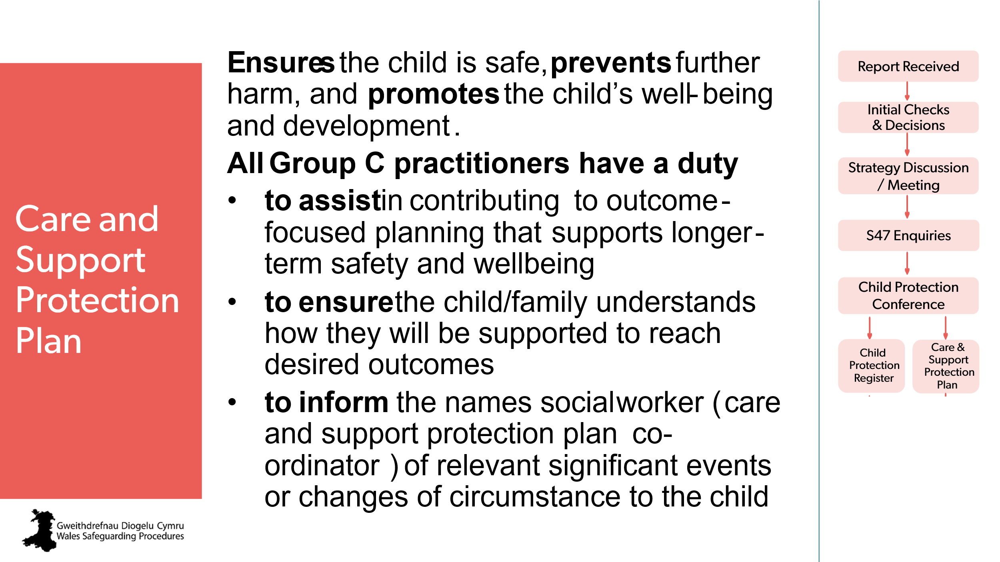 Care and
Support
Protection
Plan
Ensures the child is safe, prevents further
harm, and promotes the child’s well-being
and development.
All Group C practitioners have a duty
• to assist in contributing to outcome-
focused planning that supports longer-
term safety and wellbeing
• to ensure the child/family understands
how they will be supported to reach
desired outcomes
• to inform the names social worker (care
and support protection plan co-
ordinator ) of relevant significant events
or changes of circumstance to the child
Report Received
Initial Checks
& Decisions
Strategy Discussion
/ Meeting
S47 Enquiries
Child Protection
Conference
Child
Protection
Register
Care &
Support
Protection
Plan
Gweithdrefnau Diogelu Cymru
Wales Safeguarding Procedures